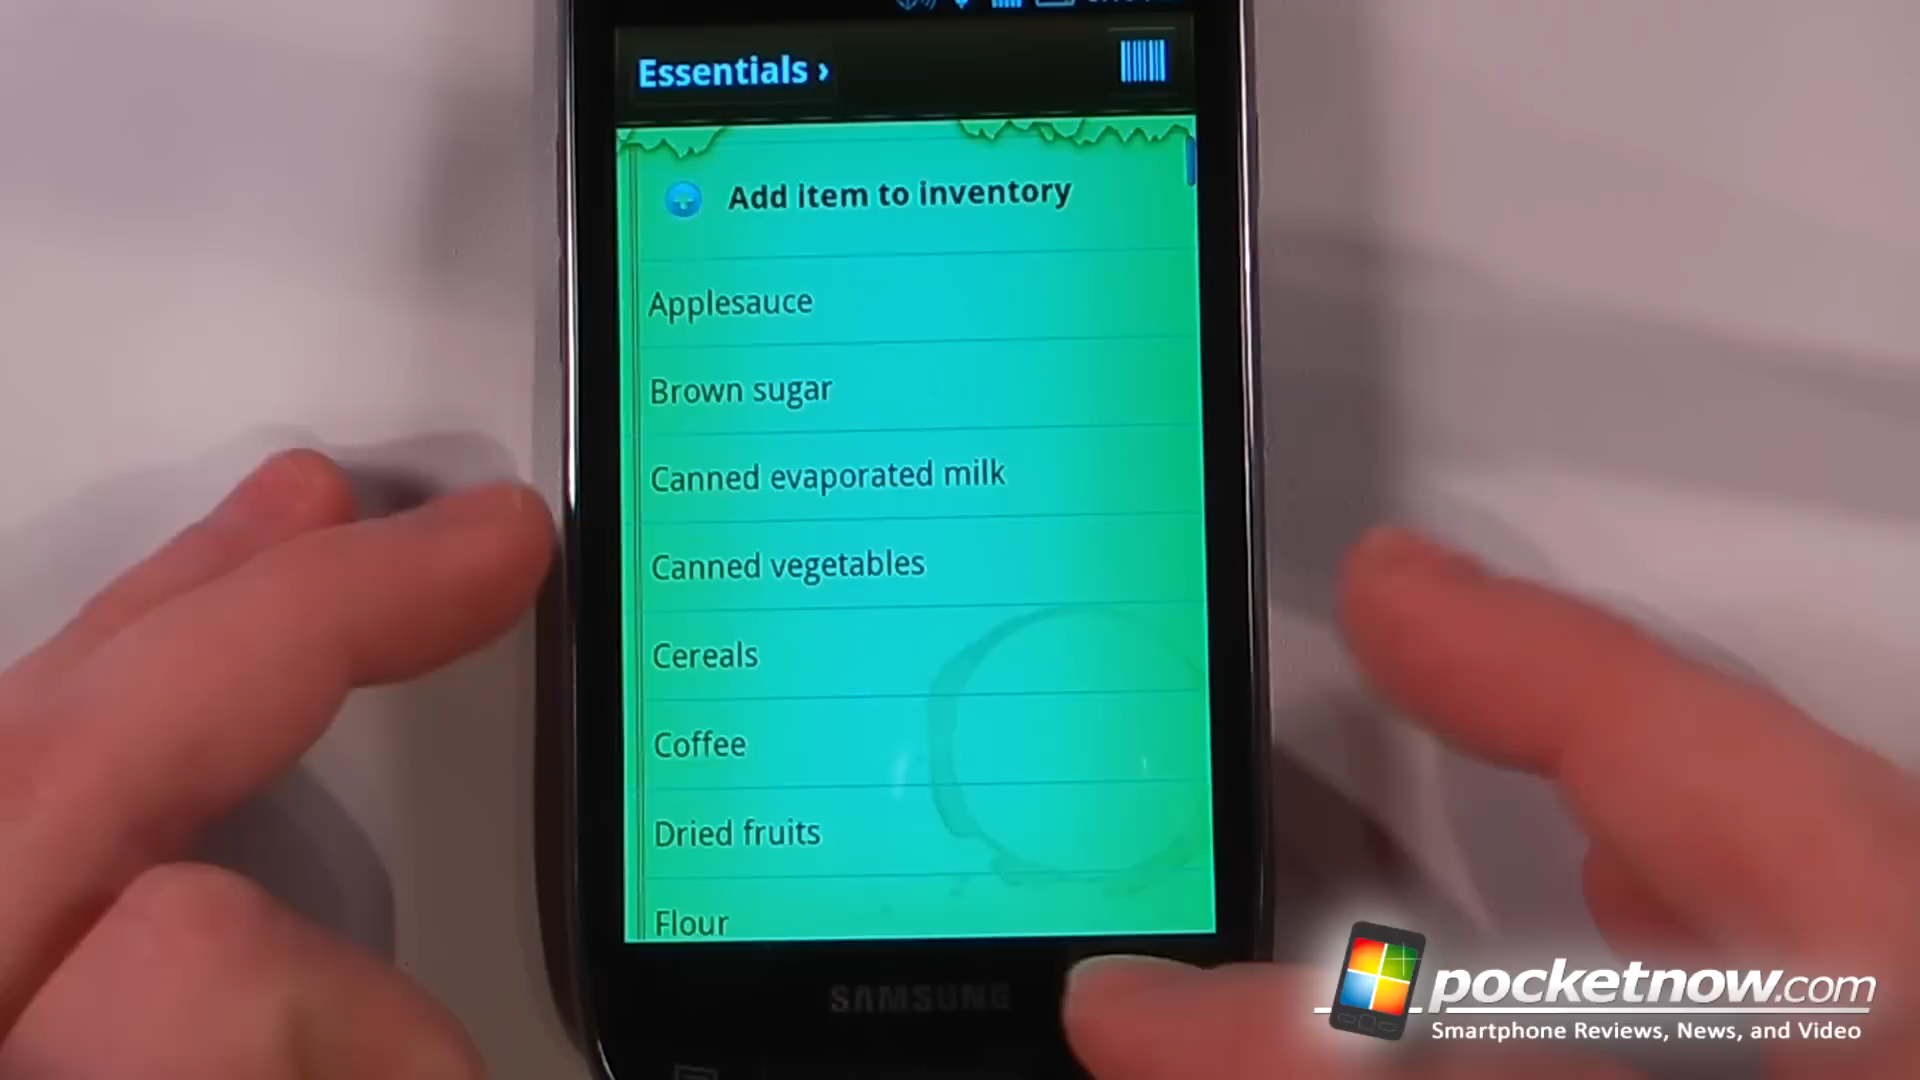 Essentials ›
Add item to inventory
Applesauce
Brown sugar
Canned evaporated milk
Canned vegetables
Cereals
Coffee
Dried fruits
Flour
SAMSUNG
pocketnow.com
Smartphone Reviews, News, and Video